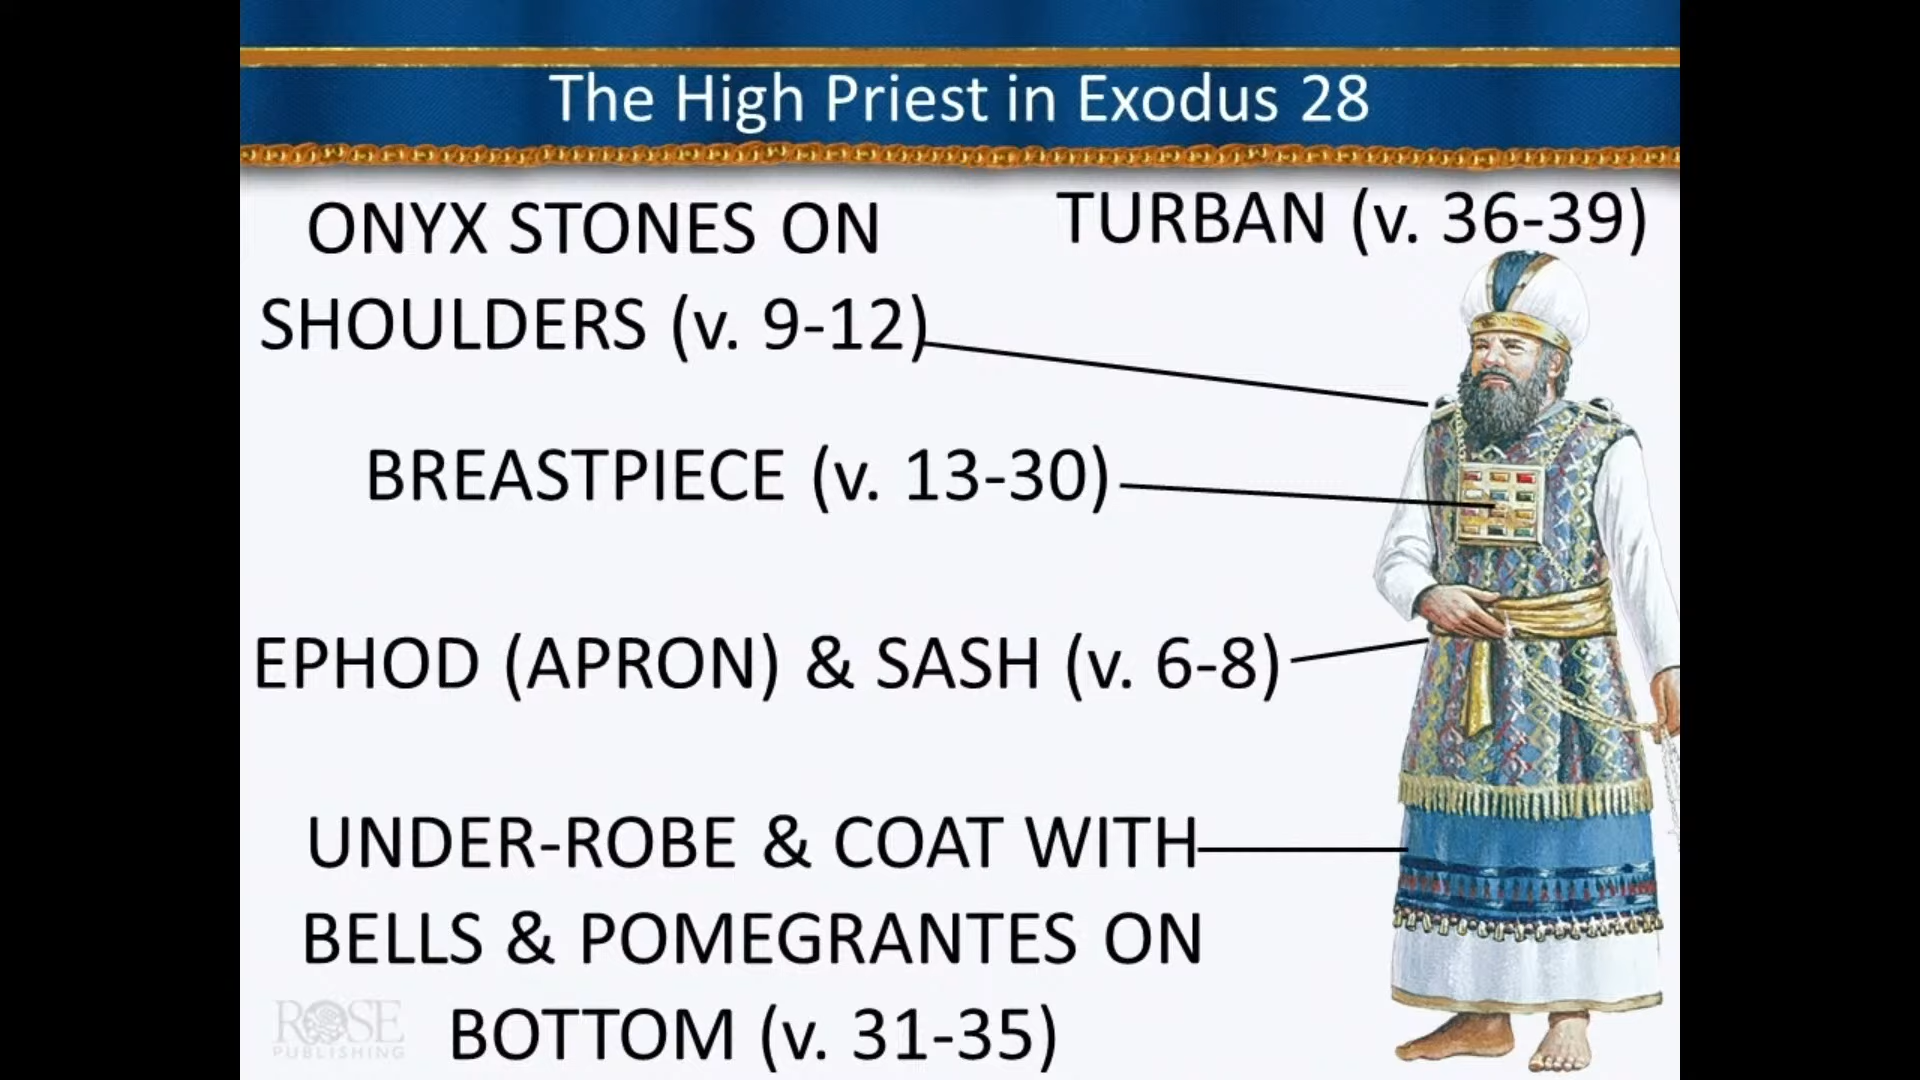 The High Priest in Exodus 28
ONYX STONES ON
SHOULDERS (v. 9-12)
TURBAN (v. 36-39)
BREASTPIECE (v. 13-30)
EPHOD (APRON) & SASH (v. 6-8)
UNDER-ROBE & COAT WITH
BELLS & POMEGRANTES ON
BOTTOM (v. 31-35)
ROSE
PUBLISHING